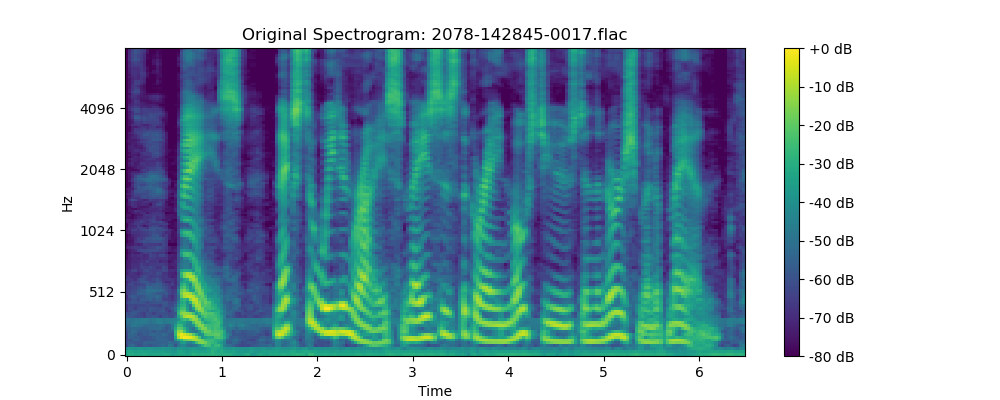 Original Spectrogram: 2078-142845-0017.flac
Hz
4096
2048
1024
512
0
0 1 2 3 4 5 6
Time
+0 dB
-10 dB
-20 dB
-30 dB
-40 dB
-50 dB
-60 dB
-70 dB
-80 dB